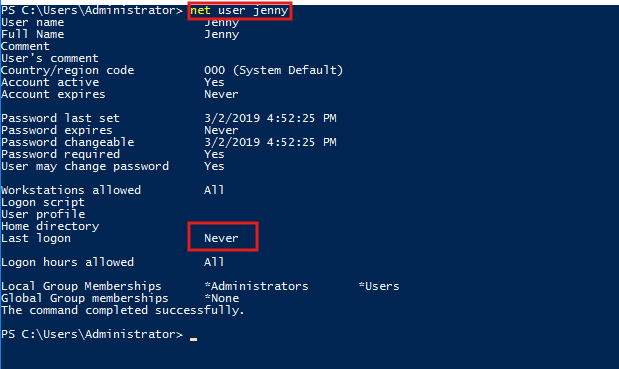 PS C:\Users\Administrator> net user jenny
User name                    Jenny
Full Name                    Jenny
Comment
User's comment
Country/region code          000 (System Default)
Account active               Yes
Account expires              Never
Password last set            3/2/2019 4:52:25 PM
Password expires             Never
Password changeable          3/2/2019 4:52:25 PM
Password required            Yes
User may change password     Yes
Workstations allowed         All
Logon script
User profile
Home directory
Last logon                   Never
Logon hours allowed          All
Local Group Memberships      *Administrators       *Users
Global Group memberships     *None
The command completed successfully.
PS C:\Users\Administrator> _